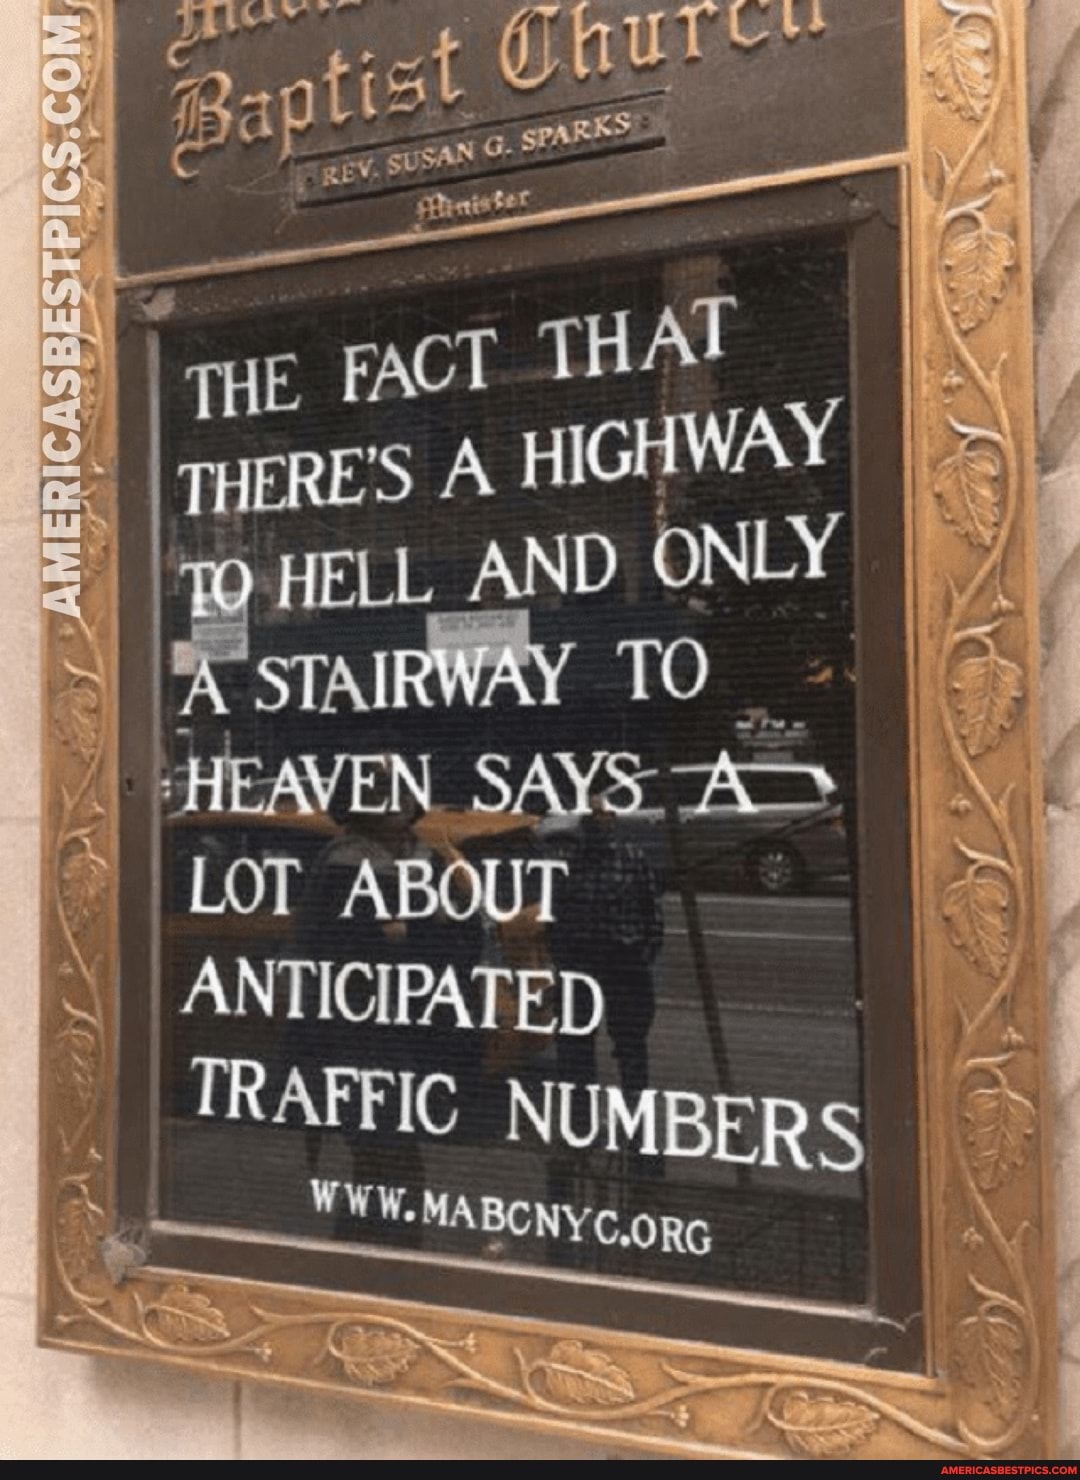 Baptist Church
REV. SUSAN G. SPARKS
Minister
THE FACT THAT
THERE'S A HIGHWAY
TO HELL AND ONLY
A STAIRWAY TO
HEAVEN SAYS A
LOT ABOUT
ANTICIPATED
TRAFFIC NUMBERS
WWW.MABCNYC.ORG
AMERICASBESTPICS.COM
AMERICASBESTPICS.COM